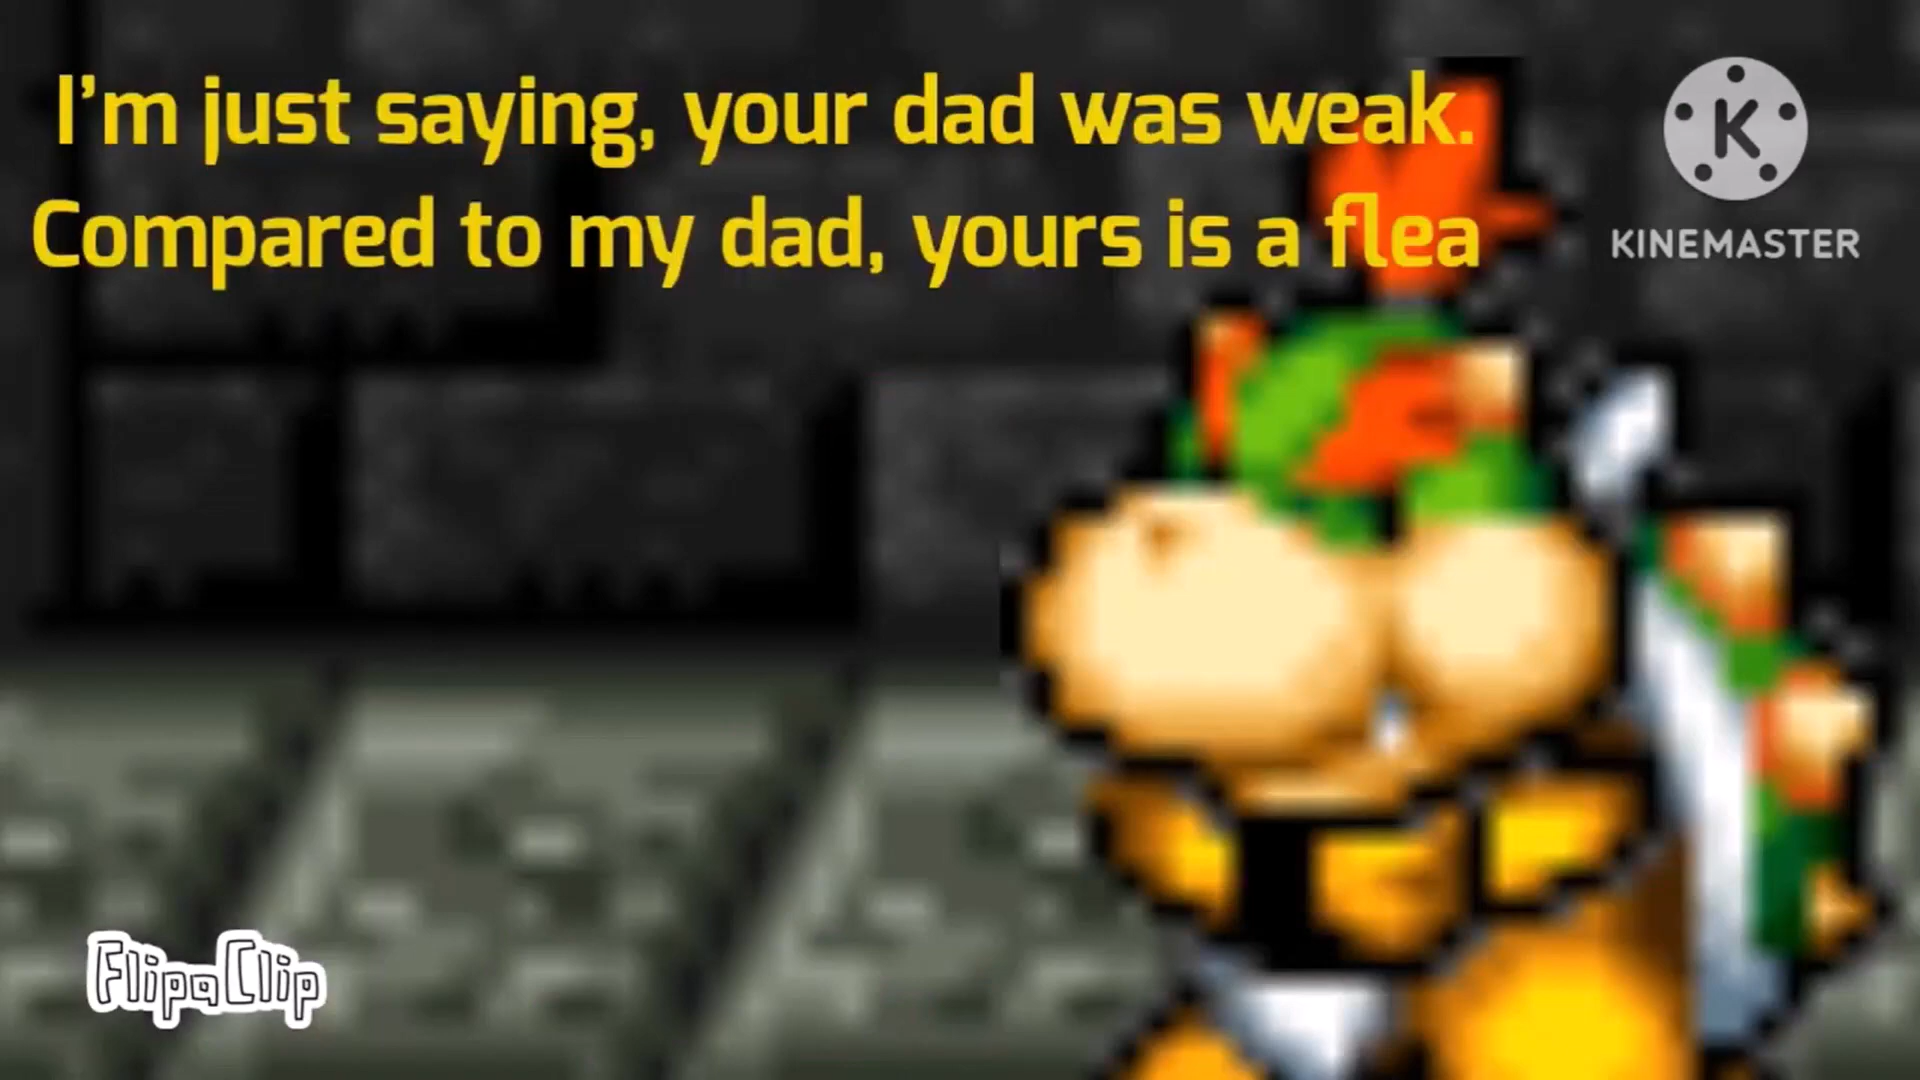 I'm just saying, your dad was weak.
Compared to my dad, yours is a flea
K
KINEMASTER
FlipaClip